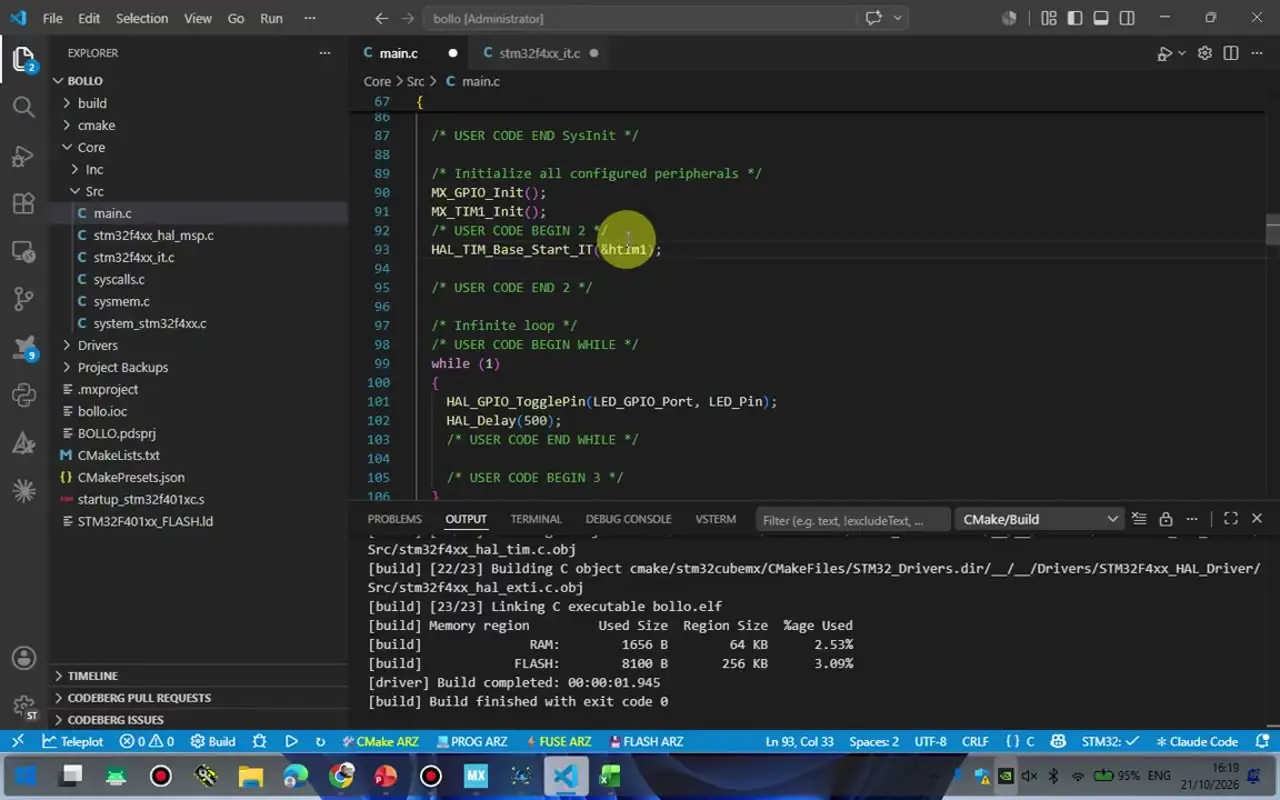 File Edit Selection View Go Run ··· bollo [Administrator]
EXPLORER ···
BOLLO
build
cmake
Core
Inc
Src
main.c
stm32f4xx_hal_msp.c
stm32f4xx_it.c
syscalls.c
sysmem.c
system_stm32f4xx.c
Drivers
Project Backups
.mxproject
bollo.ioc
BOLLO.pdsprj
CMakeLists.txt
CMakePresets.json
startup_stm32f401xc.s
STM32F401xx_FLASH.ld
TIMELINE
CODEBERG PULL REQUESTS
CODEBERG ISSUES
2
9
ST
main.c stm32f4xx_it.c
Core > Src > C main.c
67 {
86
87 /* USER CODE END SysInit */
88
89 /* Initialize all configured peripherals */
90 MX_GPIO_Init();
91 MX_TIM1_Init();
92 /* USER CODE BEGIN 2 */
93 HAL_TIM_Base_Start_IT(&htim1);
94
95 /* USER CODE END 2 */
96
97 /* Infinite loop */
98 /* USER CODE BEGIN WHILE */
99 while (1)
100 {
101 HAL_GPIO_TogglePin(LED_GPIO_Port, LED_Pin);
102 HAL_Delay(500);
103 /* USER CODE END WHILE */
104
105 /* USER CODE BEGIN 3 */
106 }
PROBLEMS OUTPUT TERMINAL DEBUG CONSOLE VSTERM Filter (e.g. text, !excludeText, ... CMake/Build
Src/stm32f4xx_hal_tim.c.obj
[build] [22/23] Building C object cmake/stm32cubemx/CMakeFiles/STM32_Drivers.dir/__/__/Drivers/STM32F4xx_HAL_Driver/
Src/stm32f4xx_hal_exti.c.obj
[build] [23/23] Linking C executable bollo.elf
[build] Memory region Used Size Region Size %age Used
[build] RAM: 1656 B 64 KB 2.53%
[build] FLASH: 8100 B 256 KB 3.09%
[driver] Build completed: 00:00:01.945
[build] Build finished with exit code 0
Teleplot 0 0 Build CMake ARZ PROG ARZ FUSE ARZ FLASH ARZ Ln 93, Col 33 Spaces: 2 UTF-8 CRLF {} C STM32: ✓ Claude Code
MX 95% ENG 16:19
21/10/2026